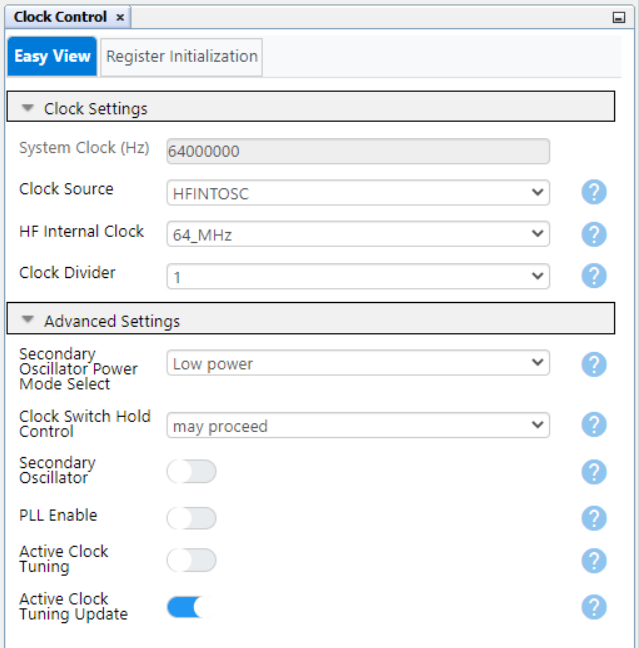 Clock Control ×
Easy View Register Initialization
Clock Settings
System Clock (Hz) 64000000
Clock Source HFINTOSC ?
HF Internal Clock 64_MHz ?
Clock Divider 1 ?
Advanced Settings
Secondary
Oscillator Power
Mode Select
Low power ?
Clock Switch Hold
Control
may proceed ?
Secondary
Oscillator
?
PLL Enable ?
Active Clock
Tuning
?
Active Clock
Tuning Update
?